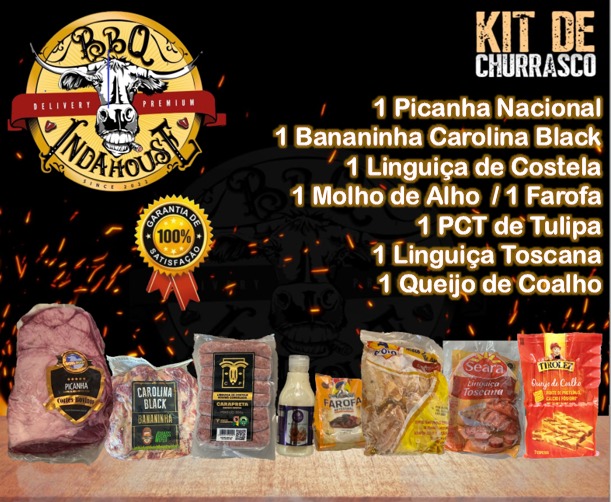 BBQ
DELIVERY PREMIUM
INDAHOUSE
KIT DE
CHURRASCO
1 Picanha Nacional
1 Bananinha Carolina Black
1 Linguiça de Costela
1 Molho de Alho / 1 Farofa
1 PCT de Tulipa
1 Linguiça Toscana
1 Queijo de Coalho
GARANTIA DE
100%
SATISFAÇÃO
PICANHA
CAROLINA
BLACK
BANANINHA
CARAPRETA
FAROFA
Seara
Linguiça
Toscana
TIROLEZ
Queijo de Coalho